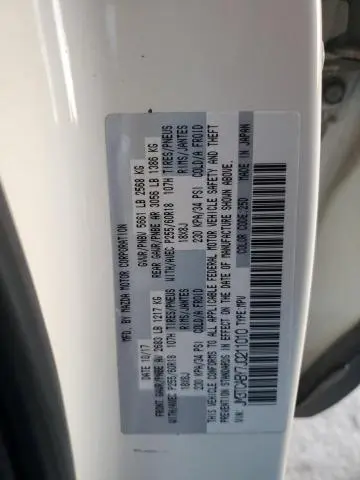 MFD. BY MAZDA MOTOR CORPORATION
DATE 10/17 GVWR/PNBV 5661 LB 2568 KG
FRONT GAWR/PNBE AV 2683 LB 1217 KG REAR GAWR/PNBE AR 3056 LB 1386 KG
WITH/AVEC P255/60R18 107H TIRES/PNEUS WITH/AVEC P255/60R18 107H TIRES/PNEUS
18X8J RIMS/JANTES 18X8J RIMS/JANTES
230 KPA/34 PSI COLD/A FROID 230 KPA/34 PSI COLD/A FROID
THIS VEHICLE CONFORMS TO ALL APPLICABLE FEDERAL MOTOR VEHICLE SAFETY AND THEFT
PREVENTION STANDARDS IN EFFECT ON THE DATE OF MANUFACTURE SHOWN ABOVE.
TYPE:MPV COLOR CODE:25D MADE IN JAPAN